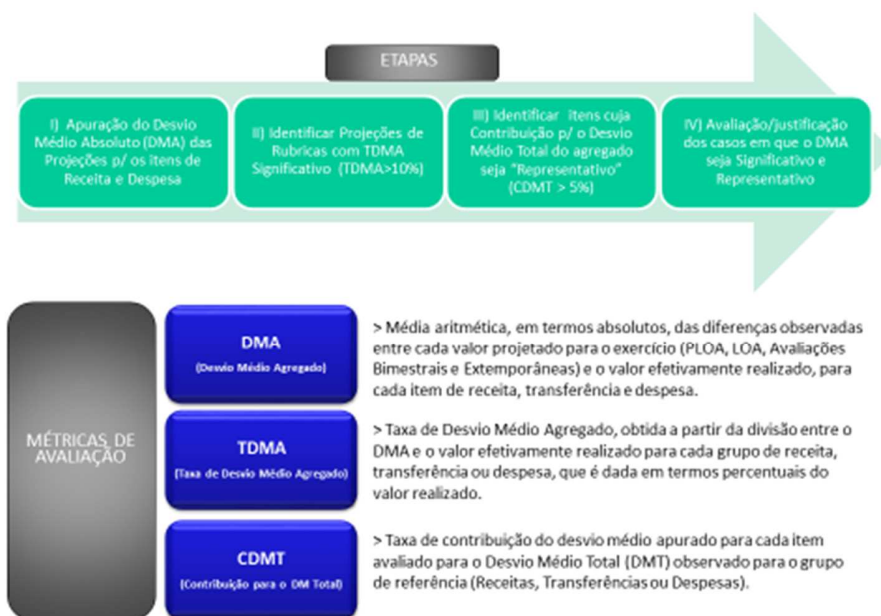 ETAPAS
I) Apuração do Desvio
Médio Absoluto (DMA) das
Projeções p/ os itens de
Receita e Despesa
II) Identificar Projeções de
Rubricas com TDMA
Significativo (TDMA>10%)
III) Identificar itens cuja
Contribuição p/ o Desvio
Médio Total do agregado
seja "Representativo"
(CDMT > 5%)
IV) Avaliação/justificação
dos casos em que o DMA
seja Significativo e
Representativo
MÉTRICAS DE
AVALIAÇÃO
DMA
(Desvio Médio Agregado)
> Média aritmética, em termos absolutos, das diferenças observadas
entre cada valor projetado para o exercício (PLOA, LOA, Avaliações
Bimestrais e Extemporâneas) e o valor efetivamente realizado, para
cada item de receita, transferência e despesa.
TDMA
(Taxa de Desvio Médio Agregado)
> Taxa de Desvio Médio Agregado, obtida a partir da divisão entre o
DMA e o valor efetivamente realizado para cada grupo de receita,
transferência ou despesa, que é dada em termos percentuais do
valor realizado.
CDMT
(Contribuição para o DM Total)
> Taxa de contribuição do desvio médio apurado para cada item
avaliado para o Desvio Médio Total (DMT) observado para o grupo
de referência (Receitas, Transferências ou Despesas).